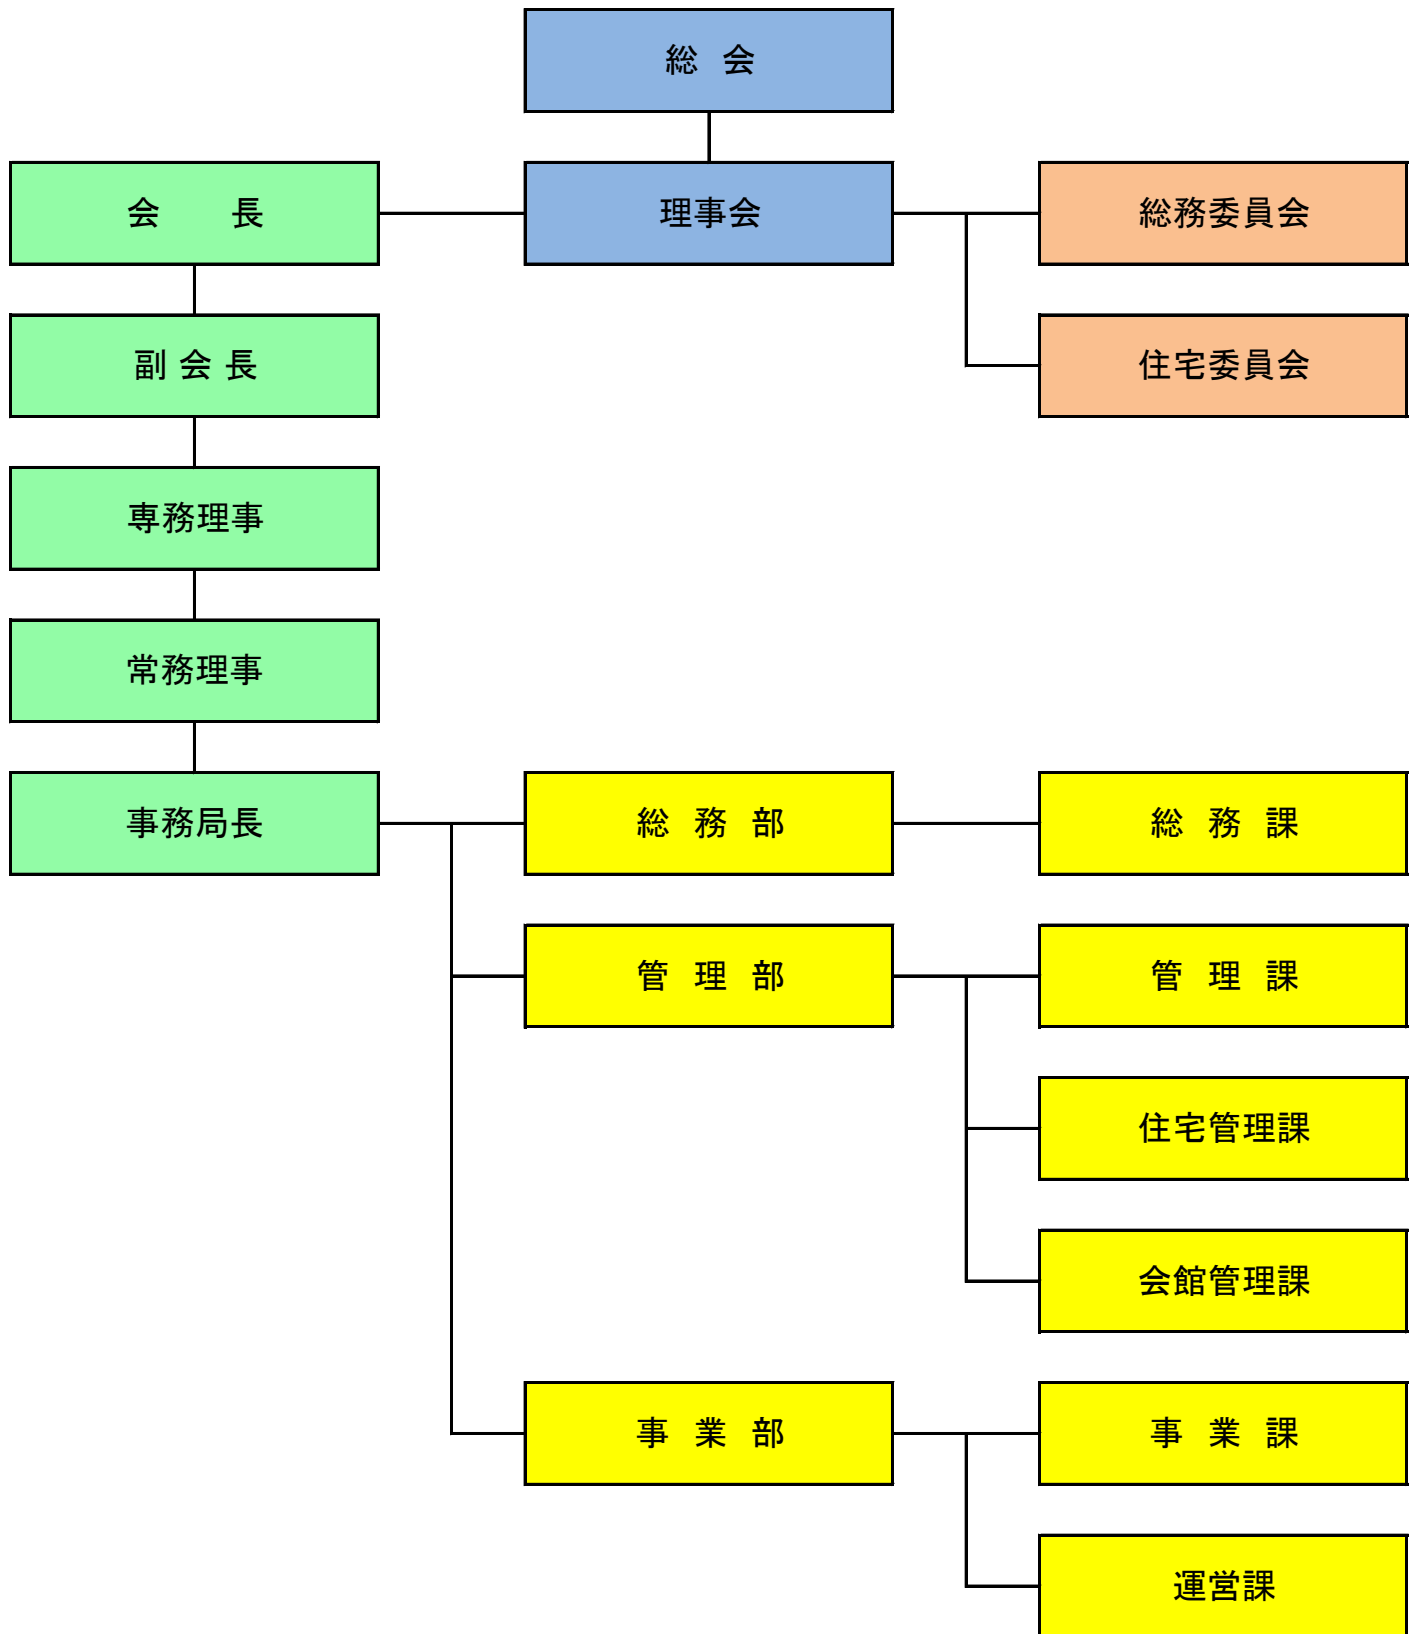 総 会
会 長
理事会
総務委員会
副 会 長
住宅委員会
専務理事
常務理事
事務局長
総 務 部
総 務 課
管 理 部
管 理 課
住宅管理課
会館管理課
事 業 部
事 業 課
運営課